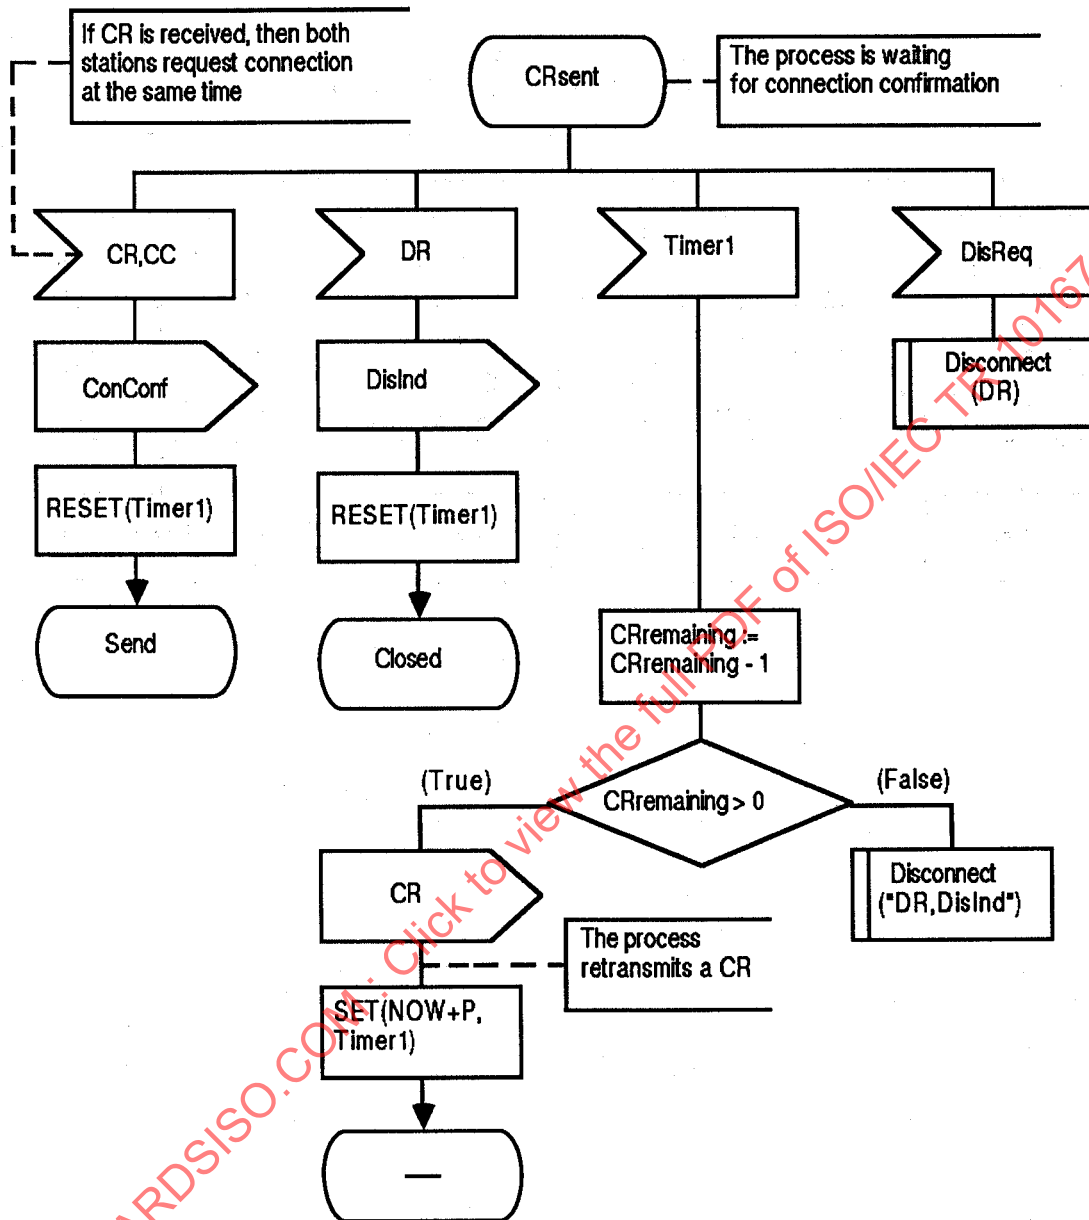 If CR is received, then both
stations request connection
at the same time
CRsent
The process is waiting
for connection confirmation
CR,CC
DR
Timer1
DisReq
ConConf
DisInd
Disconnect
(DR)
RESET(Timer1)
RESET(Timer1)
Send
Closed
CRremaining :=
CRremaining - 1
(True)
CRremaining > 0
(False)
CR
Disconnect
("DR,DisInd")
The process
retransmits a CR
SET(NOW+P,
Timer1)
—
ARDSISO.COM : Click to view the full PDF of ISO/IEC TR 10167